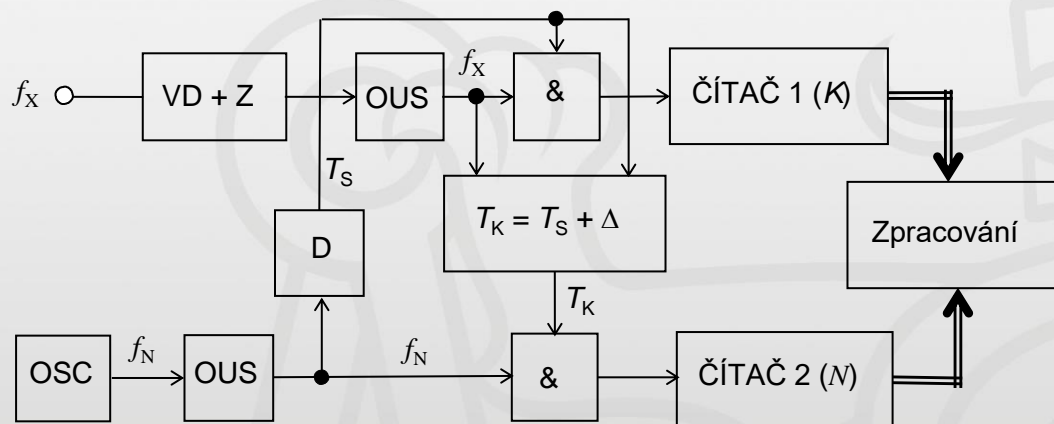 f_X
VD + Z
OUS
f_X
&
ČÍTAČ 1 (K)
T_S
T_K = T_S + Δ
Zpracování
D
T_K
OSC
f_N
OUS
f_N
&
ČÍTAČ 2 (N)